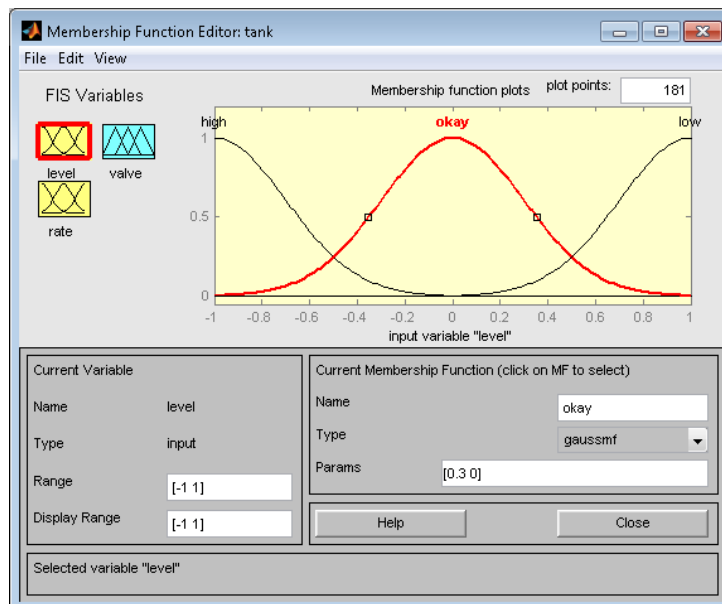 Membership Function Editor: tank
File Edit View
FIS Variables
level
valve
rate
Membership function plots
plot points:
181
high
okay
low
1
0.5
0
-1 -0.8 -0.6 -0.4 -0.2 0 0.2 0.4 0.6 0.8 1
input variable "level"
Current Variable
Name level
Type input
Range [-1 1]
Display Range [-1 1]
Current Membership Function (click on MF to select)
Name okay
Type gaussmf
Params [0.3 0]
Help
Close
Selected variable "level"